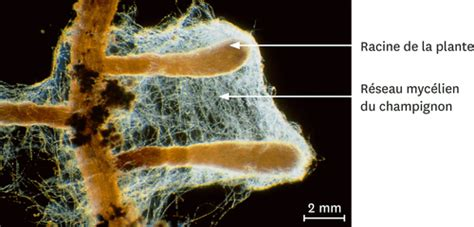 Racine de la plante
Réseau mycélien
du champignon
2 mm